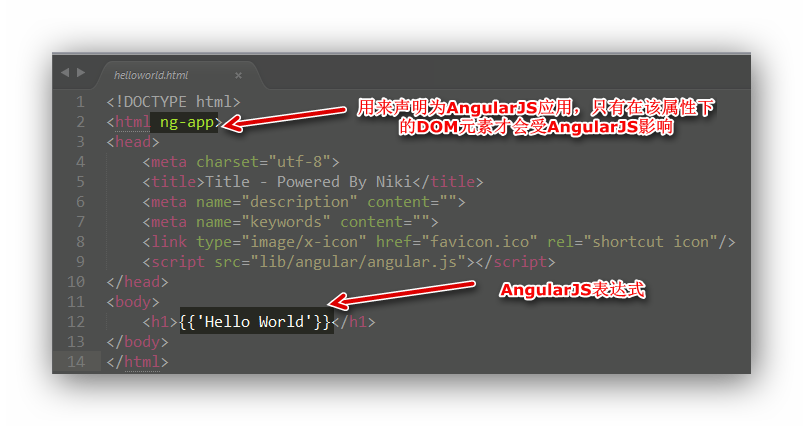 helloworld.html ×
1 <!DOCTYPE html>
2 <html ng-app>
用来声明为AngularJS应用，只有在该属性下
的DOM元素才会受AngularJS影响
3 <head>
4 <meta charset="utf-8">
5 <title>Title - Powered By Niki</title>
6 <meta name="description" content="">
7 <meta name="keywords" content="">
8 <link type="image/x-icon" href="favicon.ico" rel="shortcut icon"/>
9 <script src="lib/angular/angular.js"></script>
10 </head>
11 <body>
AngularJS表达式
12 <h1>{{'Hello World'}}</h1>
13 </body>
14 </html>